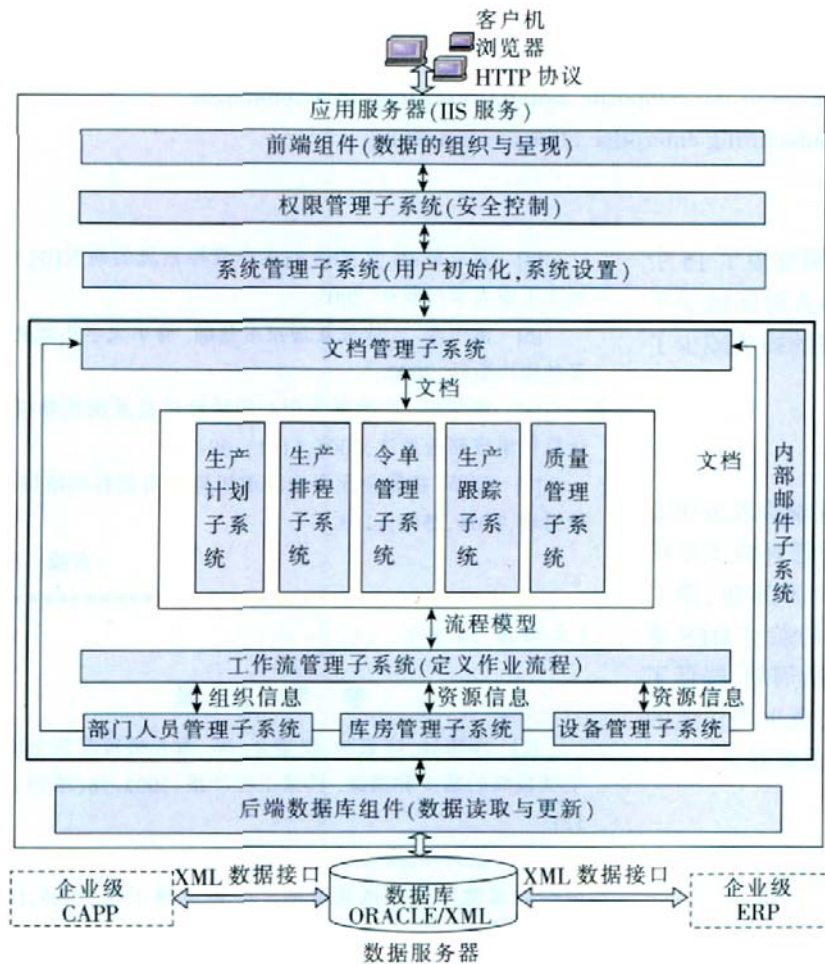 客户机
浏览器
HTTP 协议
应用服务器(IIS 服务)
前端组件(数据的组织与呈现)
权限管理子系统(安全控制)
系统管理子系统(用户初始化,系统设置)
文档管理子系统
文档
生产计划子系统
生产排程子系统
令单管理子系统
生产跟踪子系统
质量管理子系统
文档
内部邮件子系统
流程模型
工作流管理子系统(定义作业流程)
组织信息
资源信息
资源信息
部门人员管理子系统
库房管理子系统
设备管理子系统
后端数据库组件(数据读取与更新)
企业级
CAPP
XML 数据接口
数据库
ORACLE/XML
XML 数据接口
企业级
ERP
数据服务器